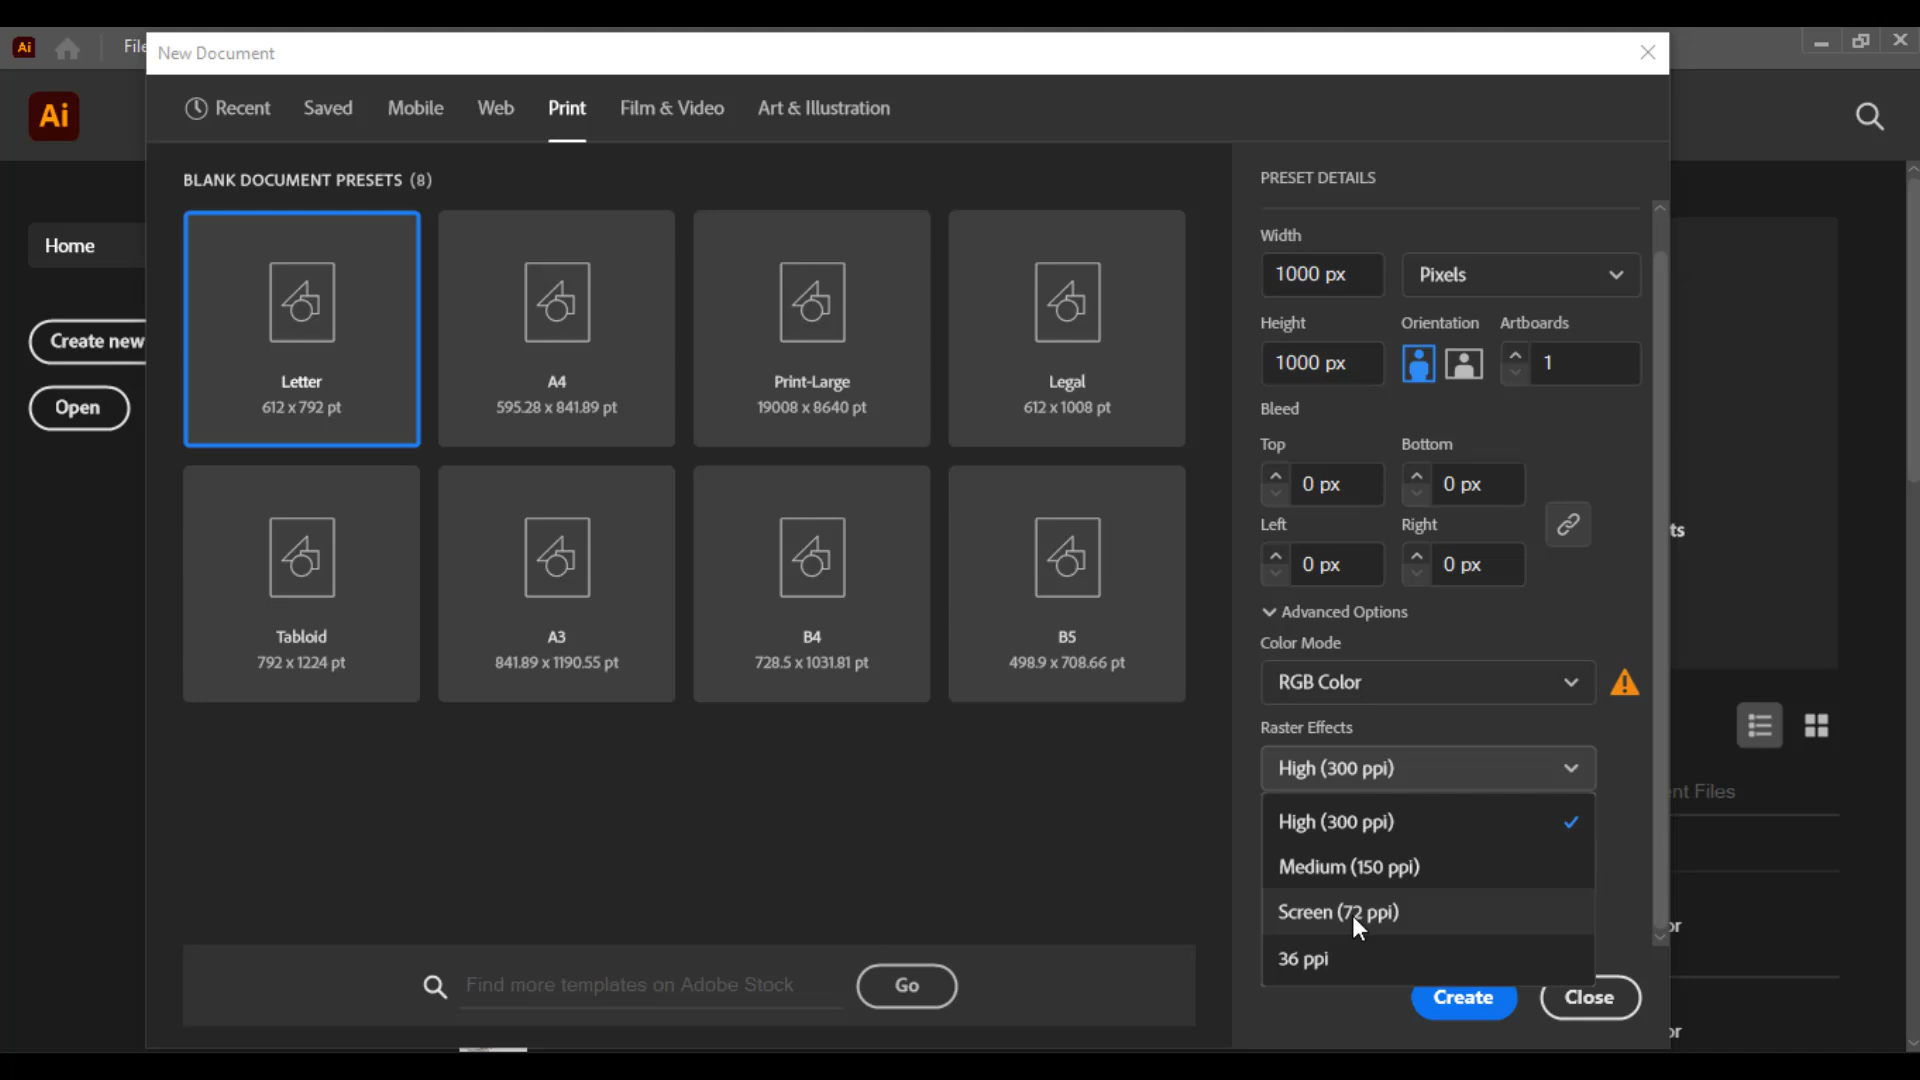 Ai
File
New Document
Ai
Recent
Saved
Mobile
Web
Print
Film & Video
Art & Illustration
BLANK DOCUMENT PRESETS (8)
PRESET DETAILS
Home
Create new
Open
Letter
612 x 792 pt
A4
595.28 x 841.89 pt
Print-Large
19008 x 8640 pt
Legal
612 x 1008 pt
Tabloid
792 x 1224 pt
A3
841.89 x 1190.55 pt
B4
728.5 x 1031.81 pt
B5
498.9 x 708.66 pt
Width
1000 px
Pixels
Height
Orientation
Artboards
1000 px
1
Bleed
Top
Bottom
0 px
0 px
Left
Right
0 px
0 px
Advanced Options
Color Mode
RGB Color
Raster Effects
High (300 ppi)
High (300 ppi)
Medium (150 ppi)
Screen (72 ppi)
36 ppi
Find more templates on Adobe Stock
Go
Create
Close
ts
nt Files
or
or